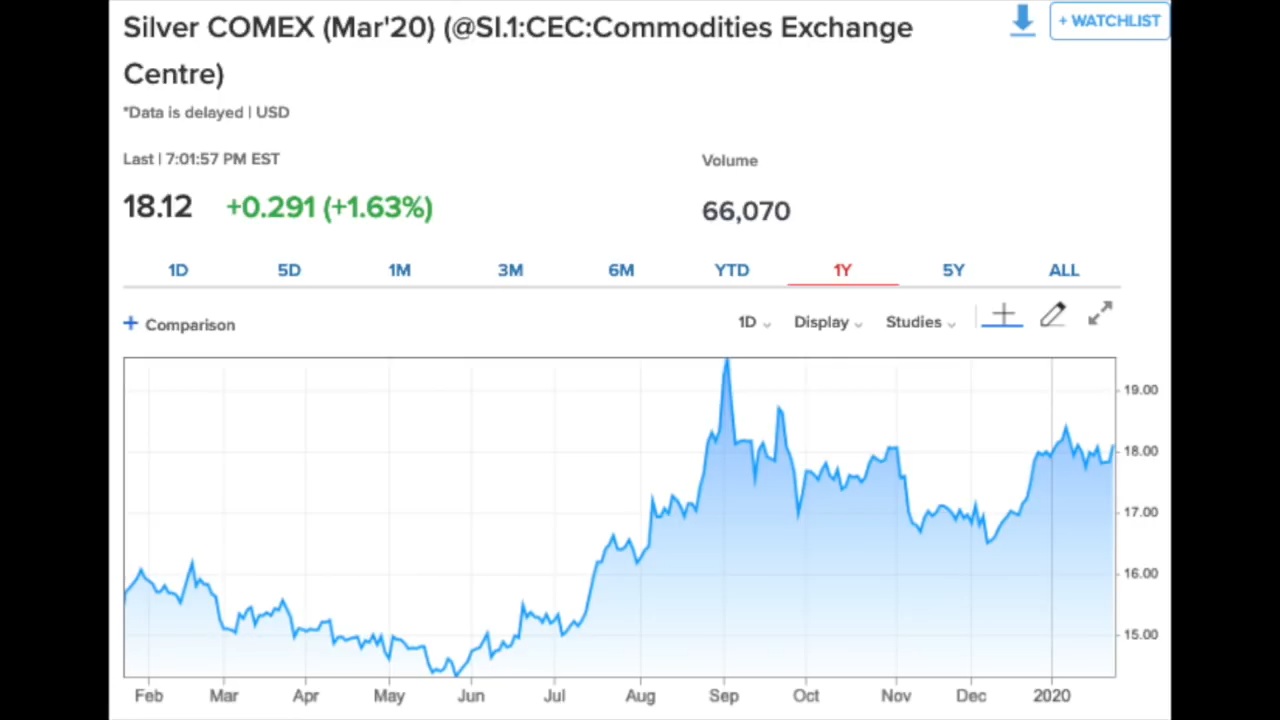 Silver COMEX (Mar'20) (@SI.1:CEC:Commodities Exchange
Centre)
+ WATCHLIST
*Data is delayed | USD
Last | 7:01:57 PM EST
Volume
18.12 +0.291 (+1.63%)
66,070
1D 5D 1M 3M 6M YTD 1Y 5Y ALL
+ Comparison
1D Display Studies
19.00
18.00
17.00
16.00
15.00
Feb Mar Apr May Jun Jul Aug Sep Oct Nov Dec 2020